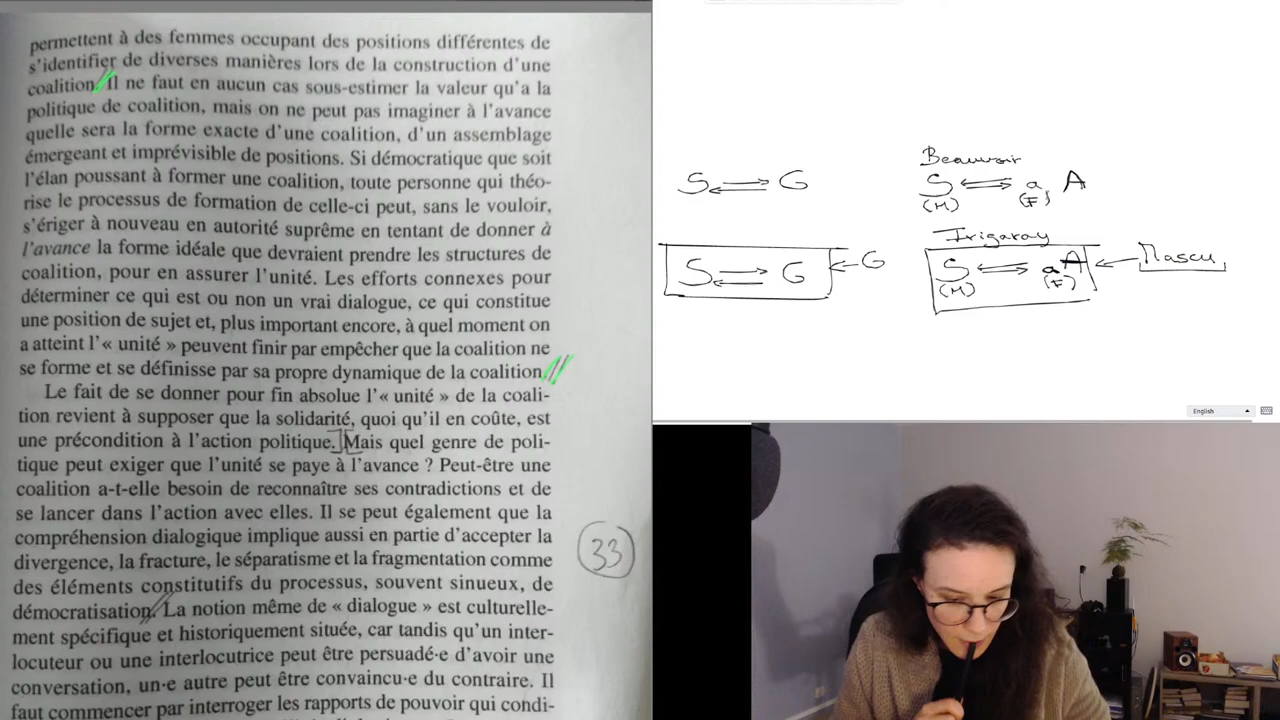 permettent à des femmes occupant des positions différentes de
s'identifier de diverses manières lors de la construction d'une
coalition. Il ne faut en aucun cas sous-estimer la valeur qu'a la
politique de coalition, mais on ne peut pas imaginer à l'avance
quelle sera la forme exacte d'une coalition, d'un assemblage
émergeant et imprévisible de positions. Si démocratique que soit
l'élan poussant à former une coalition, toute personne qui théo-
rise le processus de formation de celle-ci peut, sans le vouloir,
s'ériger à nouveau en autorité suprême en tentant de donner à
l'avance la forme idéale que devraient prendre les structures de
coalition, pour en assurer l'unité. Les efforts connexes pour
déterminer ce qui est ou non un vrai dialogue, ce qui constitue
une position de sujet et, plus important encore, à quel moment on
a atteint l'« unité » peuvent finir par empêcher que la coalition ne
se forme et se définisse par sa propre dynamique de la coalition.
Le fait de se donner pour fin absolue l'« unité » de la coali-
tion revient à supposer que la solidarité, quoi qu'il en coûte, est
une précondition à l'action politique. Mais quel genre de poli-
tique peut exiger que l'unité se paye à l'avance ? Peut-être une
coalition a-t-elle besoin de reconnaître ses contradictions et de
se lancer dans l'action avec elles. Il se peut également que la
compréhension dialogique implique aussi en partie d'accepter la
divergence, la fracture, le séparatisme et la fragmentation comme
des éléments constitutifs du processus, souvent sinueux, de
démocratisation. La notion même de « dialogue » est culturelle-
ment spécifique et historiquement située, car tandis qu'un inter-
locuteur ou une interlocutrice peut être persuadé·e d'avoir une
conversation, un·e autre peut être convaincu·e du contraire. Il
faut commencer par interroger les rapports de pouvoir qui condi-
33
Beauvoir
S G
S a, A
(M) (F)
Irigaray
S G G
S a A Mascu.
(M) (F)
English